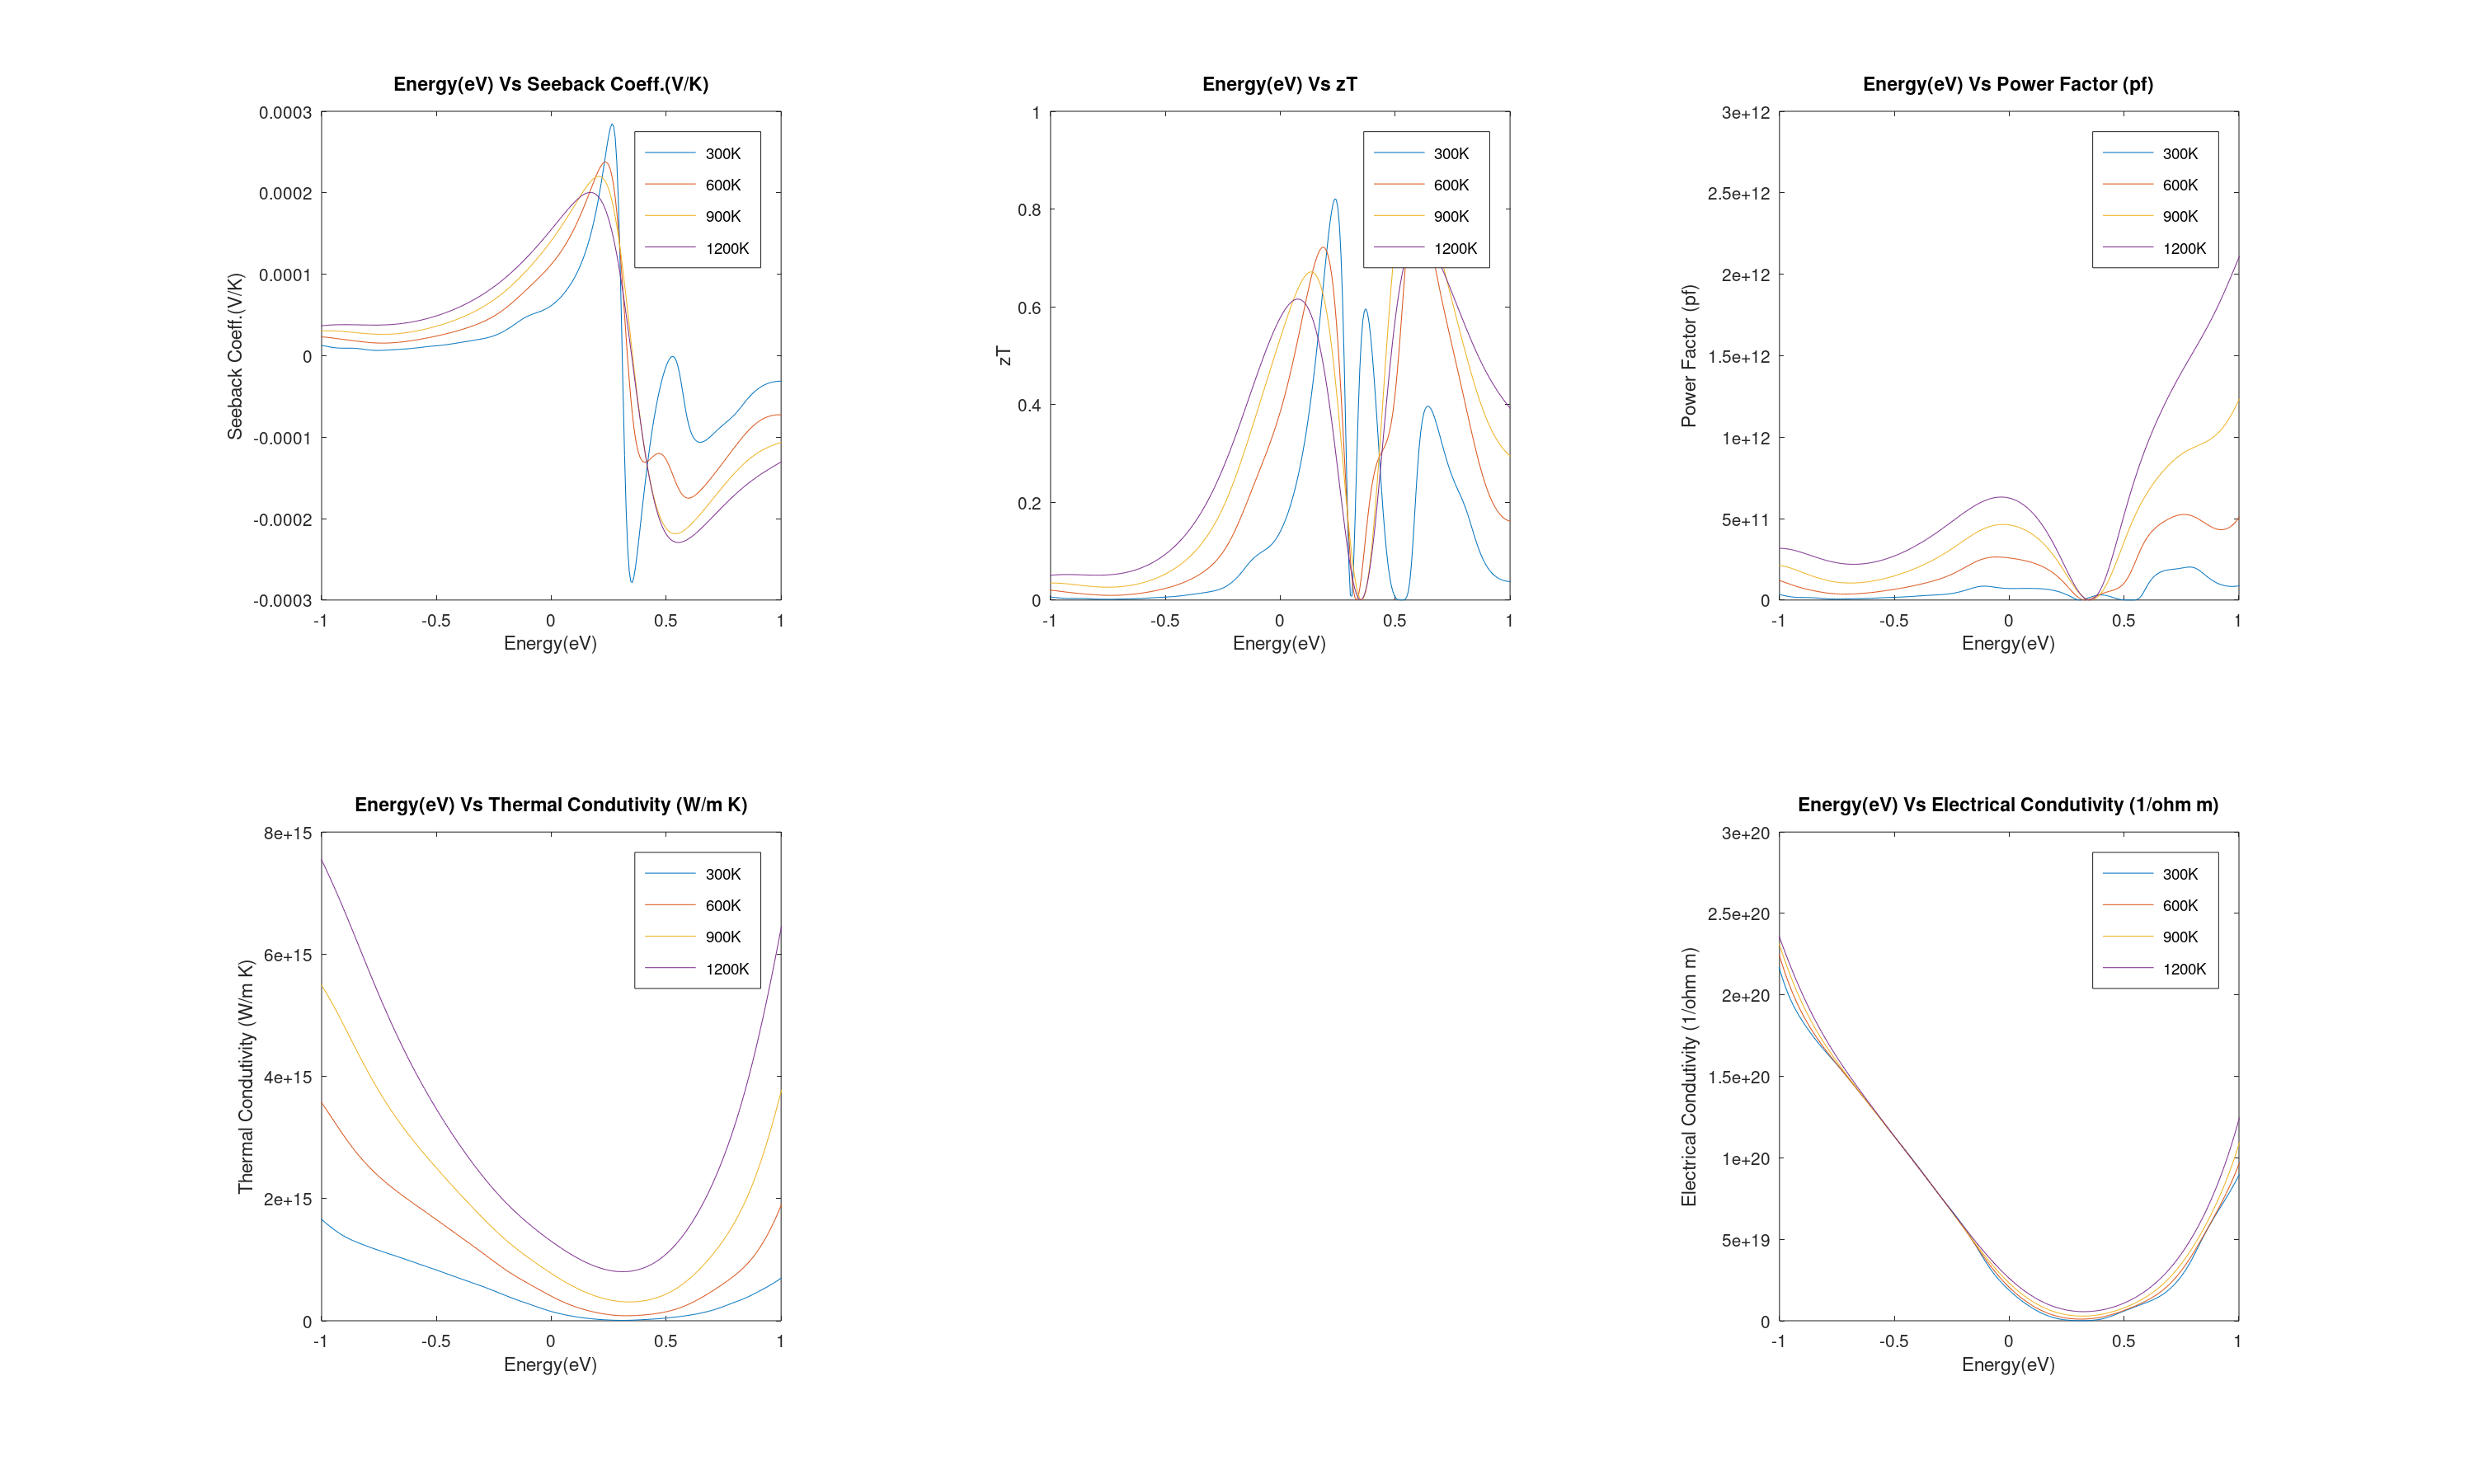 Energy(eV) Vs Seeback Coeff.(V/K)
0.0003
0.0002
0.0001
0
-0.0001
-0.0002
-0.0003
Seeback Coeff.(V/K)
300K
600K
900K
1200K
-1 -0.5 0 0.5 1
Energy(eV)
Energy(eV) Vs zT
1
0.8
0.6
0.4
0.2
0
zT
300K
600K
900K
1200K
-1 -0.5 0 0.5 1
Energy(eV)
Energy(eV) Vs Power Factor (pf)
3e+12
2.5e+12
2e+12
1.5e+12
1e+12
5e+11
0
Power Factor (pf)
300K
600K
900K
1200K
-1 -0.5 0 0.5 1
Energy(eV)
Energy(eV) Vs Thermal Condutivity (W/m K)
8e+15
6e+15
4e+15
2e+15
0
Thermal Condutivity (W/m K)
300K
600K
900K
1200K
-1 -0.5 0 0.5 1
Energy(eV)
Energy(eV) Vs Electrical Condutivity (1/ohm m)
3e+20
2.5e+20
2e+20
1.5e+20
1e+20
5e+19
0
Electrical Condutivity (1/ohm m)
300K
600K
900K
1200K
-1 -0.5 0 0.5 1
Energy(eV)